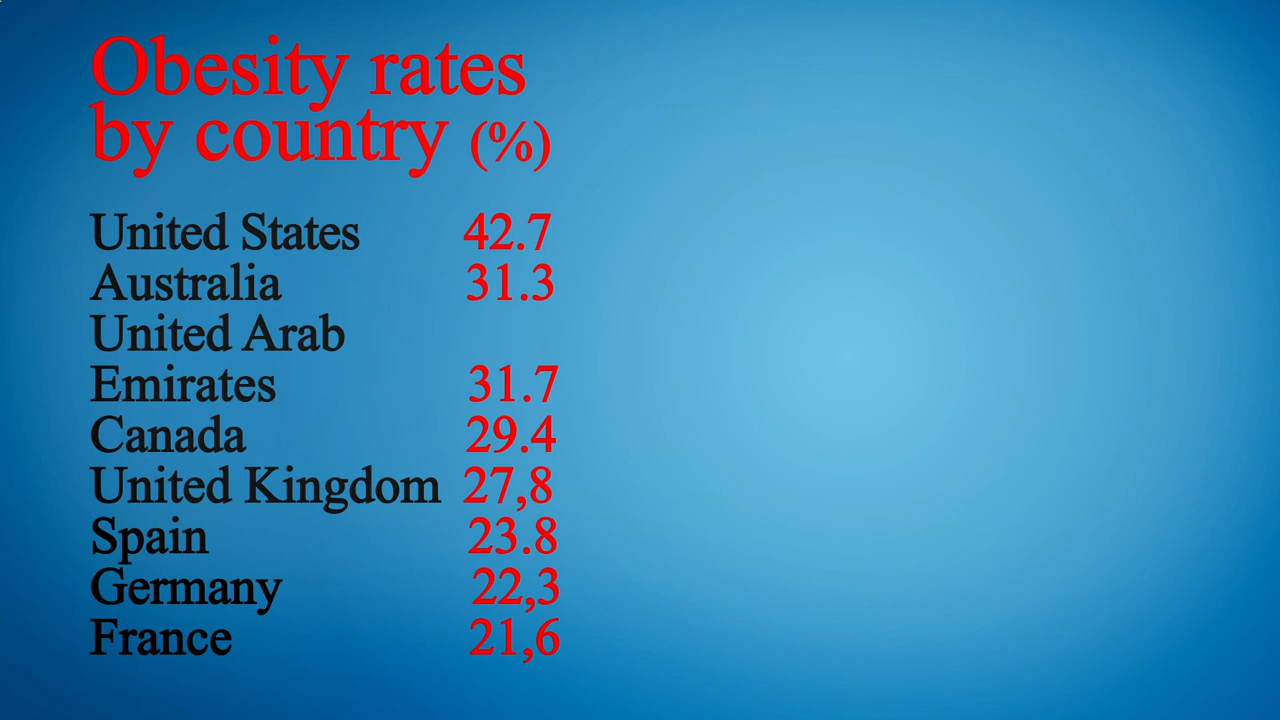 Obesity rates
by country (%)
United States 42.7
Australia 31.3
United Arab
Emirates 31.7
Canada 29.4
United Kingdom 27,8
Spain 23.8
Germany 22,3
France 21,6